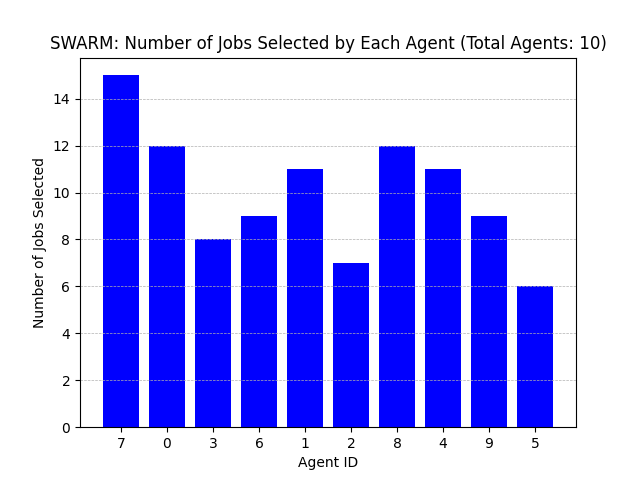 SWARM: Number of Jobs Selected by Each Agent (Total Agents: 10)
Number of Jobs Selected
14
12
10
8
6
4
2
0
7 0 3 6 1 2 8 4 9 5
Agent ID